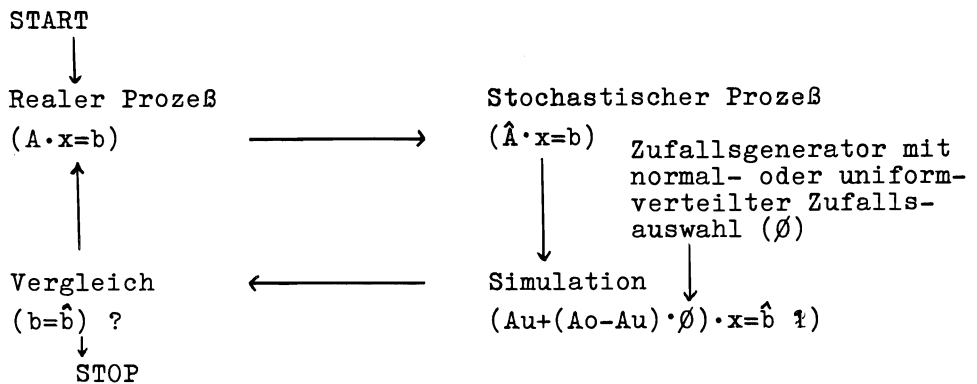 START
Realer Prozeß
(A·x=b)
Stochastischer Prozeß
(Â·x=b)
Zufallsgenerator mit
normal- oder uniform-
verteilter Zufalls-
auswahl (Ø)
Vergleich
(b=b̂) ?
STOP
Simulation
(Au+(Ao-Au)·Ø)·x=b̂ 1)